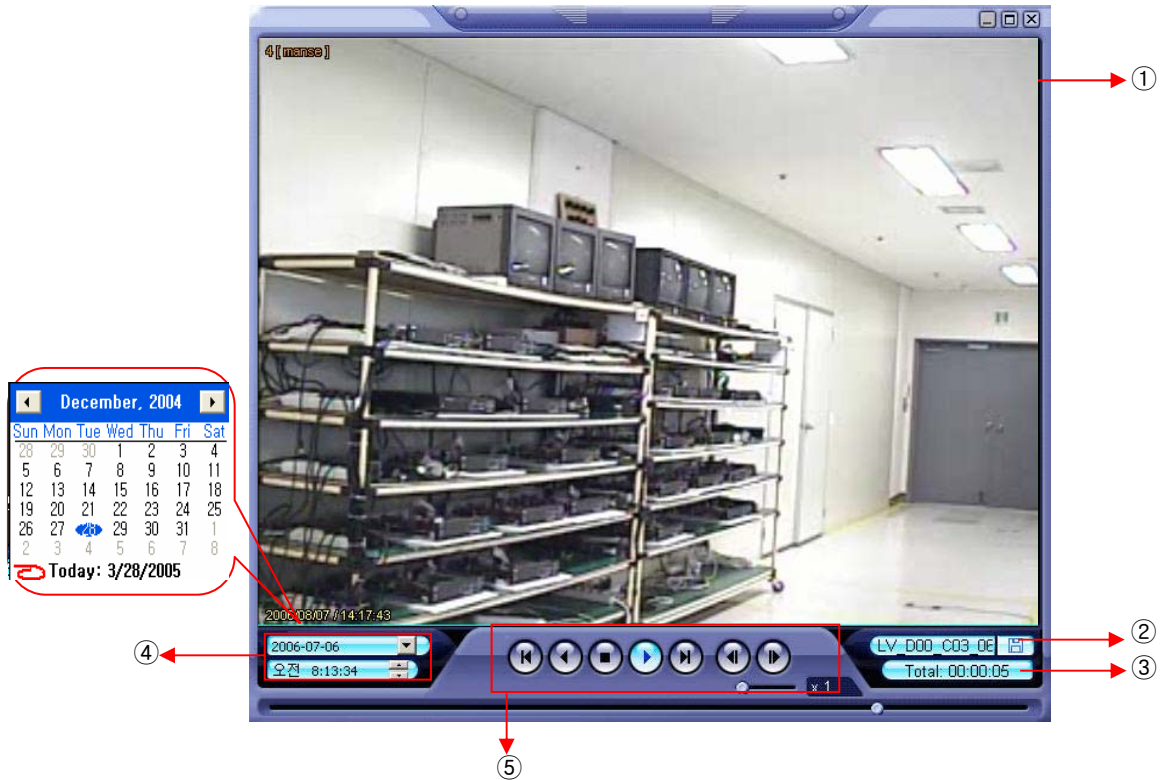 4 [ manse ]
①
December, 2004
Sun Mon Tue Wed Thu Fri Sat
28 29 30 1 2 3 4
5 6 7 8 9 10 11
12 13 14 15 16 17 18
19 20 21 22 23 24 25
26 27 28 29 30 31 1
2 3 4 5 6 7 8
Today: 3/28/2005
2006/08/07 / 14:17:43
④
2006-07-06
오전 8:13:34
x 1
LV_D00_C03_06
②
Total: 00:00:05
③
⑤